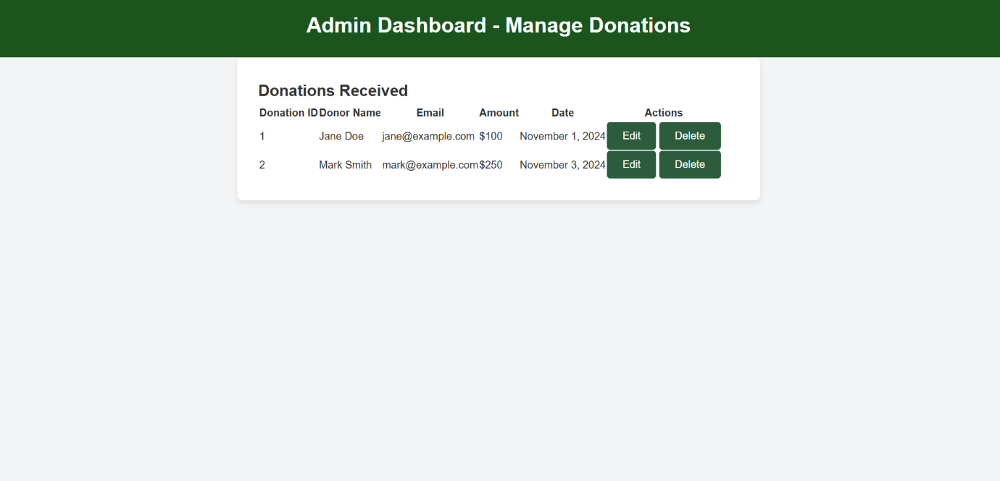 Admin Dashboard - Manage Donations
Donations Received
Donation ID Donor Name Email Amount Date Actions
1 Jane Doe jane@example.com $100 November 1, 2024 Edit Delete
2 Mark Smith mark@example.com $250 November 3, 2024 Edit Delete